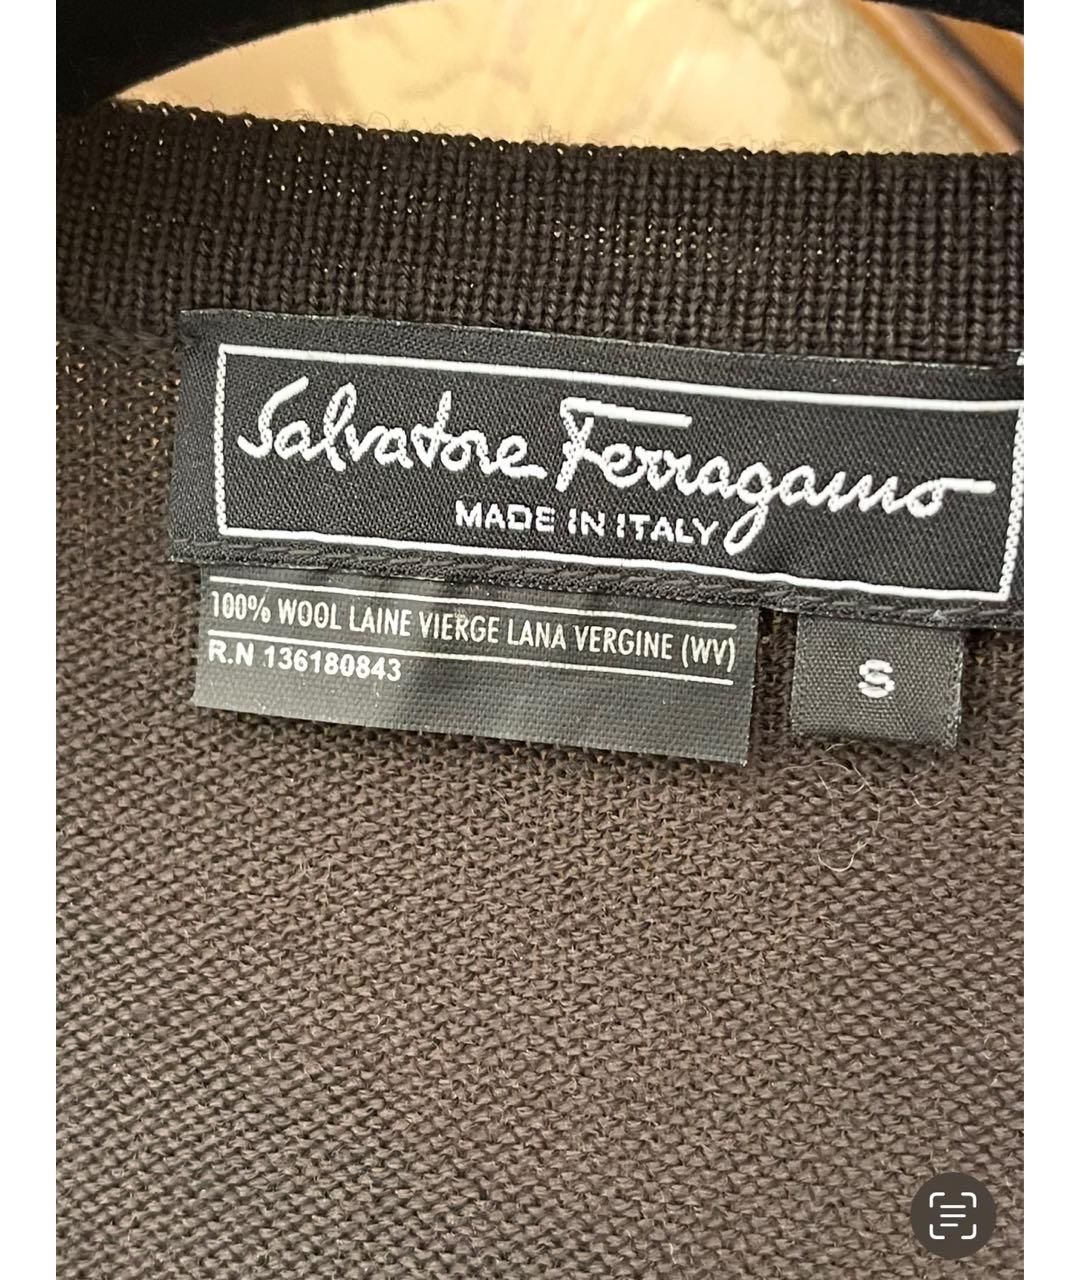 Salvatore Ferragamo
MADE IN ITALY
100% WOOL LAINE VIERGE LANA VERGINE (WV)
R.N 136180843
S